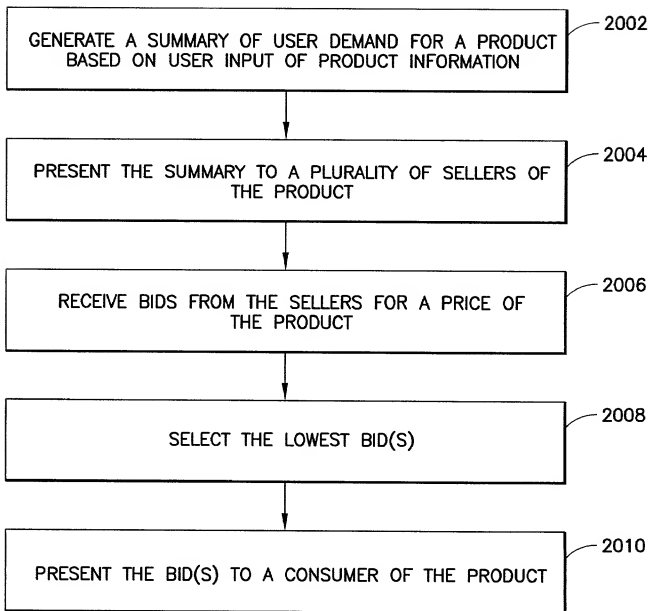 GENERATE A SUMMARY OF USER DEMAND FOR A PRODUCT
BASED ON USER INPUT OF PRODUCT INFORMATION
2002
PRESENT THE SUMMARY TO A PLURALITY OF SELLERS OF
THE PRODUCT
2004
RECEIVE BIDS FROM THE SELLERS FOR A PRICE OF
THE PRODUCT
2006
SELECT THE LOWEST BID(S)
2008
PRESENT THE BID(S) TO A CONSUMER OF THE PRODUCT
2010